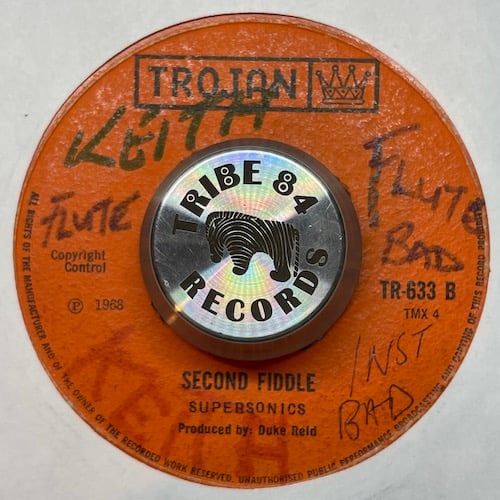 TROJAN
KEITH
FLUTE
FLUTE
BAD
TRIBE 84
RECORDS
Copyright
Control
℗ 1968
TR-633 B
TMX 4
SECOND FIDDLE
SUPERSONICS
Produced by: Duke Reid
INST
BAD
KEITH
ALL RIGHTS OF THE MANUFACTURER AND OF THE OWNER OF THE RECORDED WORK RESERVED. UNAUTHORISED PUBLIC PERFORMANCE BROADCASTING AND COPYING OF THIS RECORD PROHIBITED